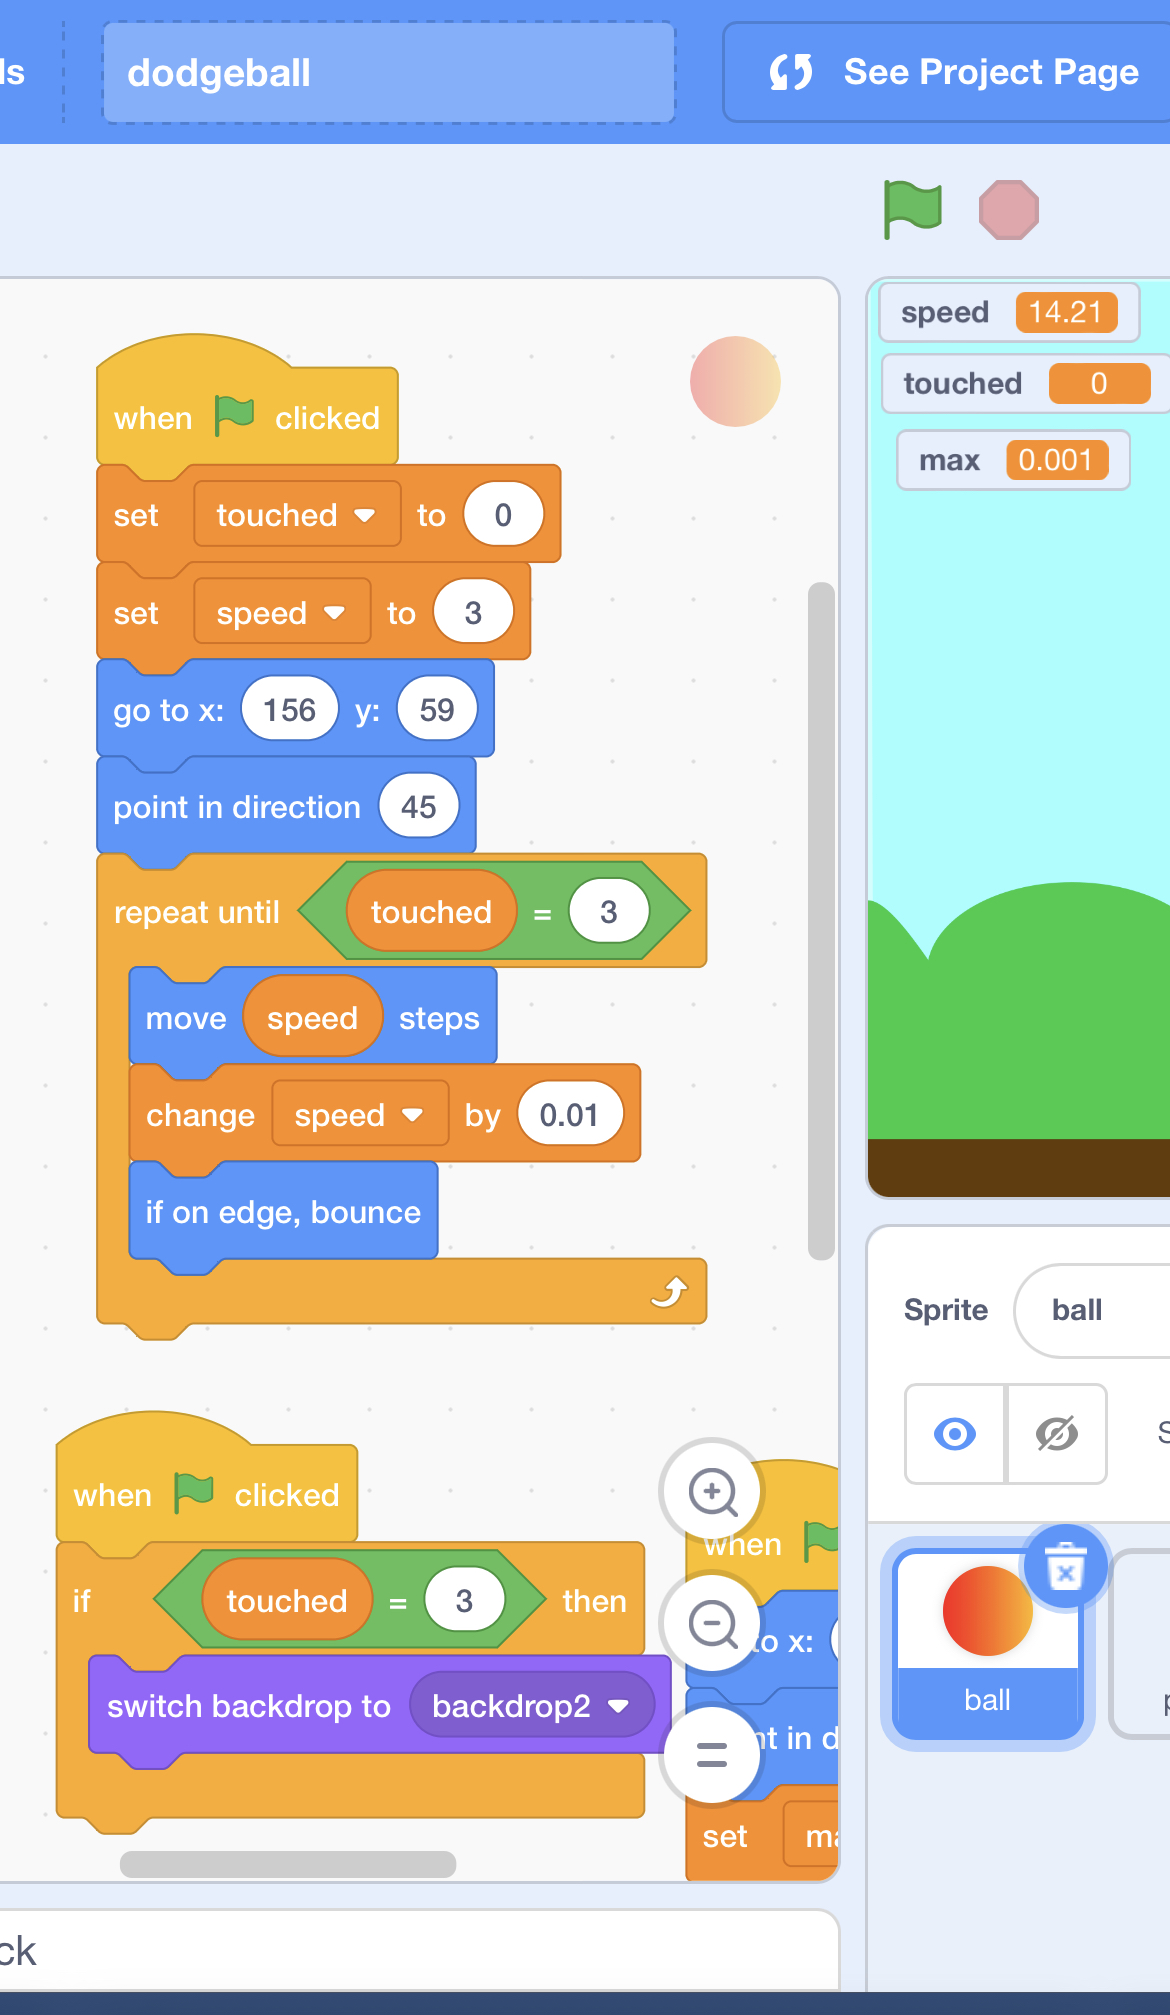 ls
dodgeball
See Project Page
speed 14.21
touched 0
max 0.001
when clicked
set touched to 0
set speed to 3
go to x: 156 y: 59
point in direction 45
repeat until touched = 3
move speed steps
change speed by 0.01
if on edge, bounce
when clicked
if touched = 3 then
switch backdrop to backdrop2
when
to x:
nt in d
set ma
Sprite ball
S
ball
p
ck